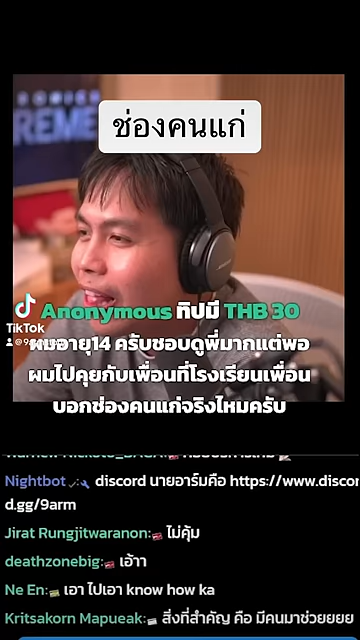 REME
ช่องคนแก่
Anonymous ทิปมี THB 30
TikTok
ผมอายุ14 ครับชอบดูพี่มากแต่พอ
ผมไปคุยกับเพื่อนที่โรงเรียนเพื่อน
บอกช่องคนแก่จริงไหมครับ
Nightbot discord นายอาร์มคือ https://www.discor
d.gg/9arm
Jirat Rungjitwaranon: ไม่คุ้ม
deathzonebig: เอ้าา
Ne En: เอา ไปเอา know how ka
Kritsakorn Mapueak: สิ่งที่สำคัญ คือ มีคนมาช่วยยยย